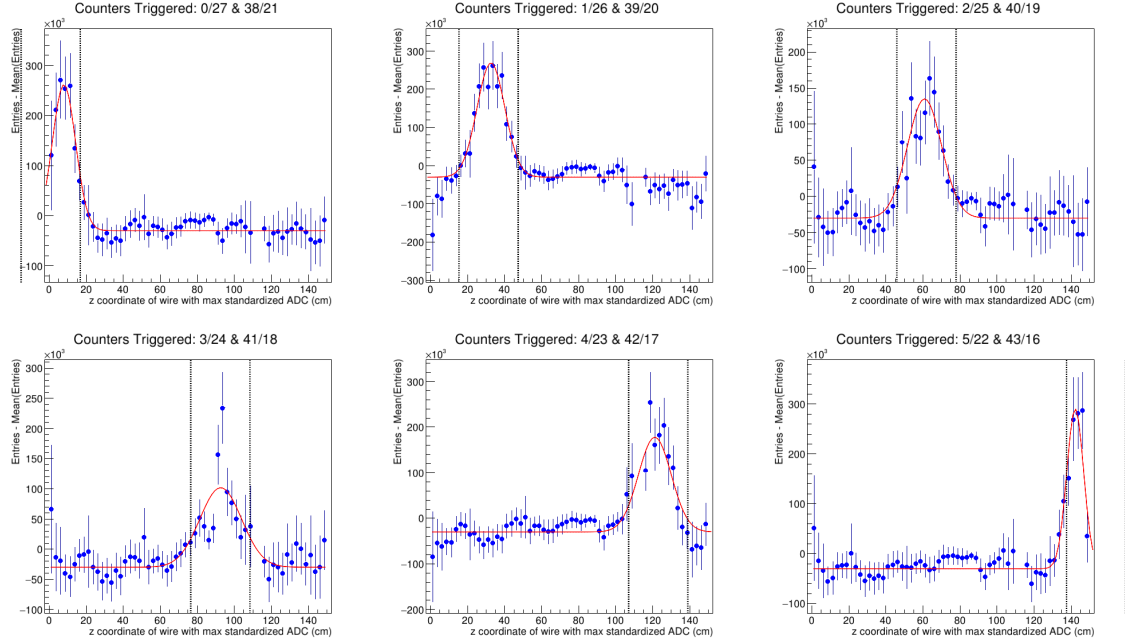 Counters Triggered: 0/27 & 38/21
×10³
Entries - Mean(Entries)
300
200
100
0
-100
0 20 40 60 80 100 120 140
z coordinate of wire with max standardized ADC (cm)
Counters Triggered: 1/26 & 39/20
×10³
Entries - Mean(Entries)
300
200
100
0
−100
−200
−300
0 20 40 60 80 100 120 140
z coordinate of wire with max standardized ADC (cm)
Counters Triggered: 2/25 & 40/19
×10³
Entries - Mean(Entries)
200
150
100
50
0
−50
−100
0 20 40 60 80 100 120 140
z coordinate of wire with max standardized ADC (cm)
Counters Triggered: 3/24 & 41/18
×10³
Entries - Mean(Entries)
300
250
200
150
100
50
0
−50
−100
0 20 40 60 80 100 120 140
z coordinate of wire with max standardized ADC (cm)
Counters Triggered: 4/23 & 42/17
×10³
Entries - Mean(Entries)
300
200
100
0
−100
−200
0 20 40 60 80 100 120 140
z coordinate of wire with max standardized ADC (cm)
Counters Triggered: 5/22 & 43/16
×10³
Entries - Mean(Entries)
300
200
100
0
−100
0 20 40 60 80 100 120 140
z coordinate of wire with max standardized ADC (cm)